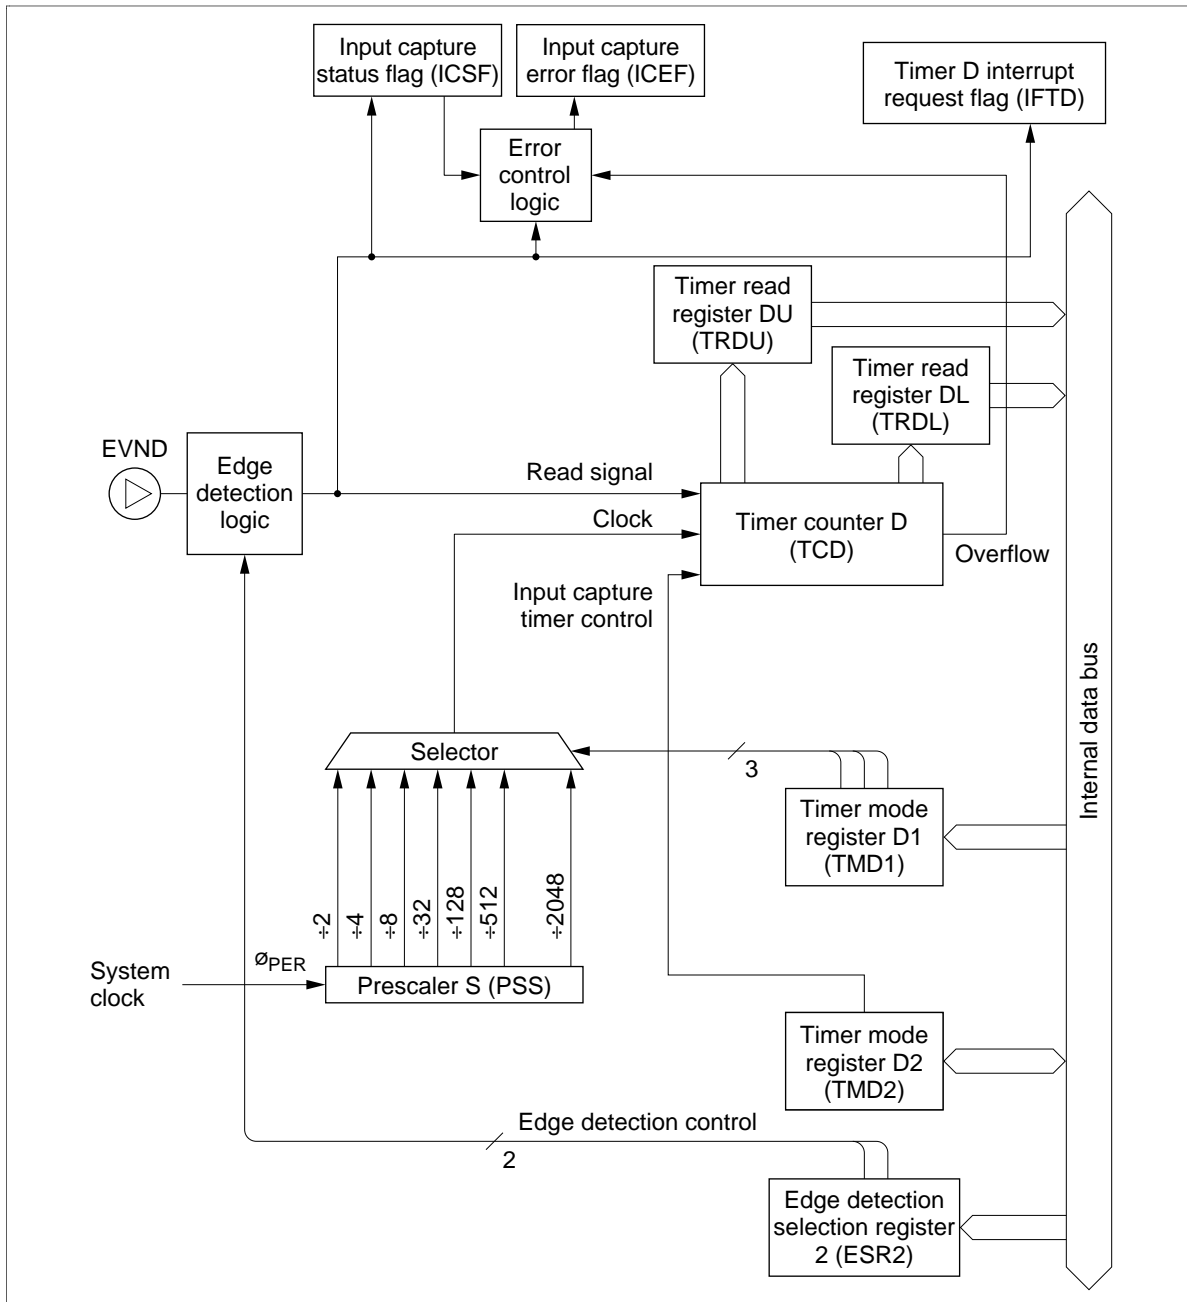 Input capture
status flag (ICSF)
Input capture
error flag (ICEF)
Timer D interrupt
request flag (IFTD)
Error
control
logic
Timer read
register DU
(TRDU)
Timer read
register DL
(TRDL)
EVND
Edge
detection
logic
Read signal
Clock
Timer counter D
(TCD)
Overflow
Input capture
timer control
Internal data bus
Selector
3
Timer mode
register D1
(TMD1)
÷2
÷4
÷8
÷32
÷128
÷512
÷2048
System
clock
øPER
Prescaler S (PSS)
Timer mode
register D2
(TMD2)
Edge detection control
2
Edge detection
selection register
2 (ESR2)